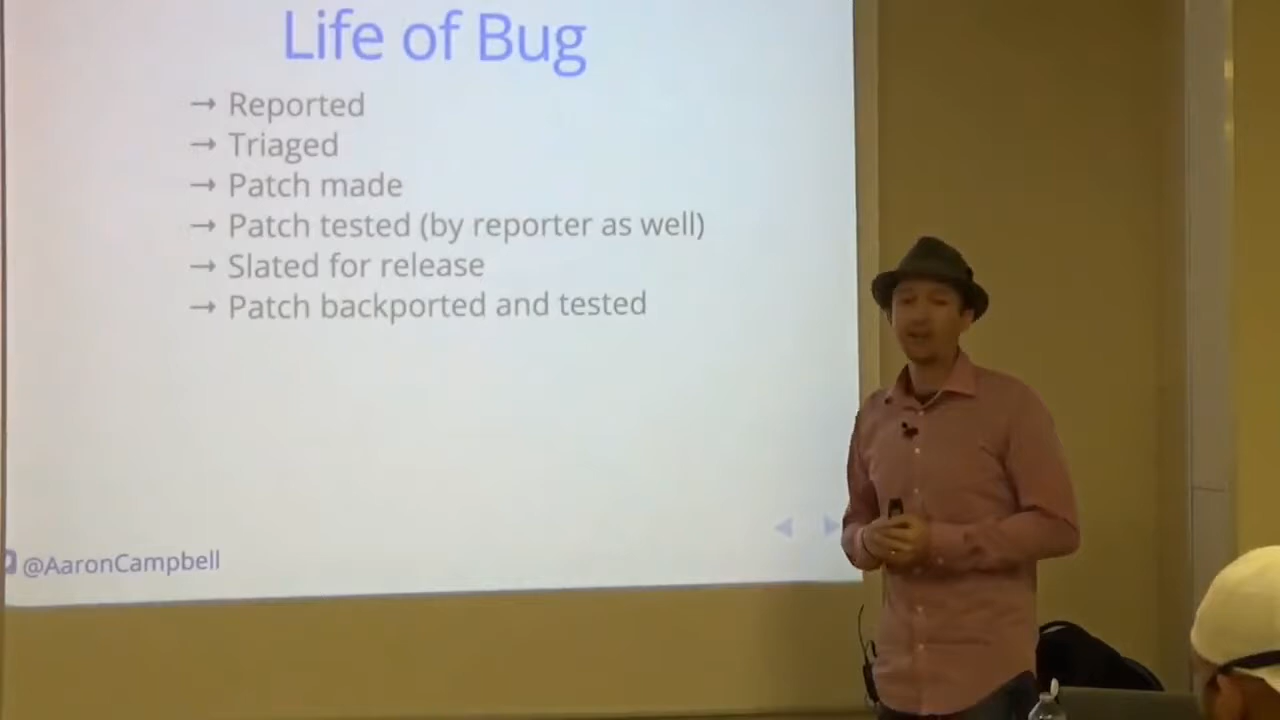 Life of Bug
→ Reported
→ Triaged
→ Patch made
→ Patch tested (by reporter as well)
→ Slated for release
→ Patch backported and tested
@AaronCampbell